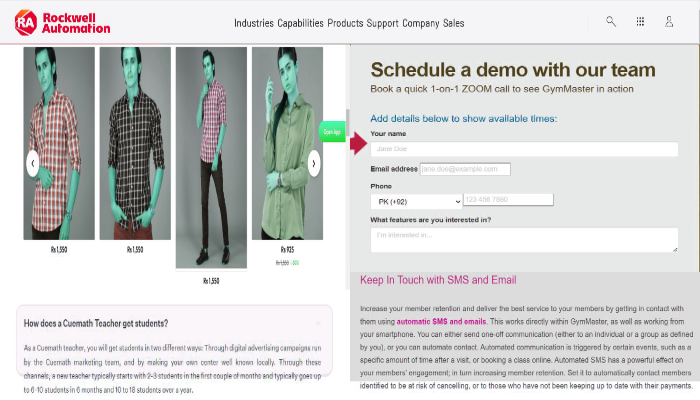 Rockwell
Automation
Industries Capabilities Products Support Company Sales
Rs 1,550
Rs 1,550
Rs 1,550
Rs 925
Open App
How does a Cuemath Teacher get students?
As a Cuemath teacher, you will get students in two different ways: Through digital advertising campaigns run
by the Cuemath marketing team, and by making your own center well known locally. Through these
channels, a new teacher typically starts with 2-3 students in the first couple of months and typically goes up
to 6-10 students in 6 months and 10 to 18 students over a year.
Schedule a demo with our team
Book a quick 1-on-1 ZOOM call to see GymMaster in action
Add details below to show available times:
Your name
Jane Doe
Email address jane.doe@example.com
Phone
PK (+92) 123 456 7890
What features are you interested in?
I'm interested in...
Keep In Touch with SMS and Email
Increase your member retention and deliver the best service to your members by getting in contact with
them using automatic SMS and emails. This works directly within GymMaster, as well as working from
your smartphone. You can either send one-off communication (either to an individual or a group as defined
by you), or you can automate contact. Automated communication is triggered by certain events, such as a
specific amount of time after a visit, or booking a class online. Automated SMS has a powerful effect on
your members' engagement; in turn increasing member retention. Set it to automatically contact members
identified to be at risk of cancelling, or to those who have not been keeping up to date with their payments.